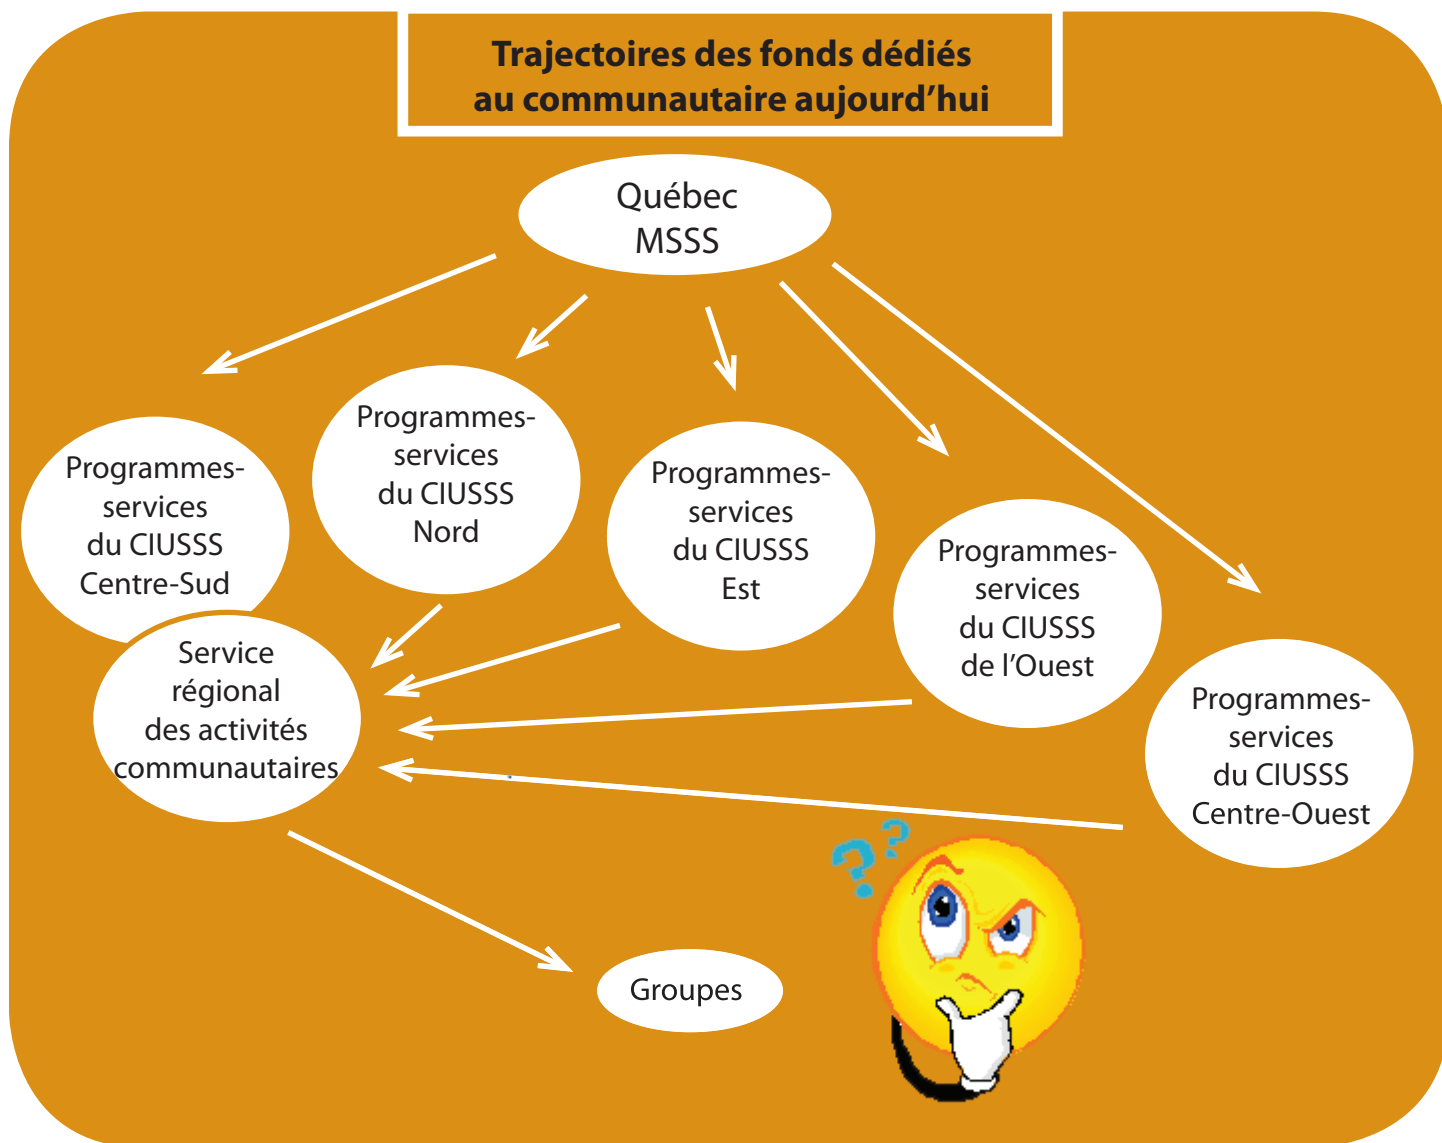 Trajectoires des fonds dédiés
au communautaire aujourd’hui
Québec
MSSS
Programmes-
services
du CIUSSS
Centre-Sud
Programmes-
services
du CIUSSS
Nord
Programmes-
services
du CIUSSS
Est
Programmes-
services
du CIUSSS
de l’Ouest
Programmes-
services
du CIUSSS
Centre-Ouest
Service
régional
des activités
communautaires
??
Groupes